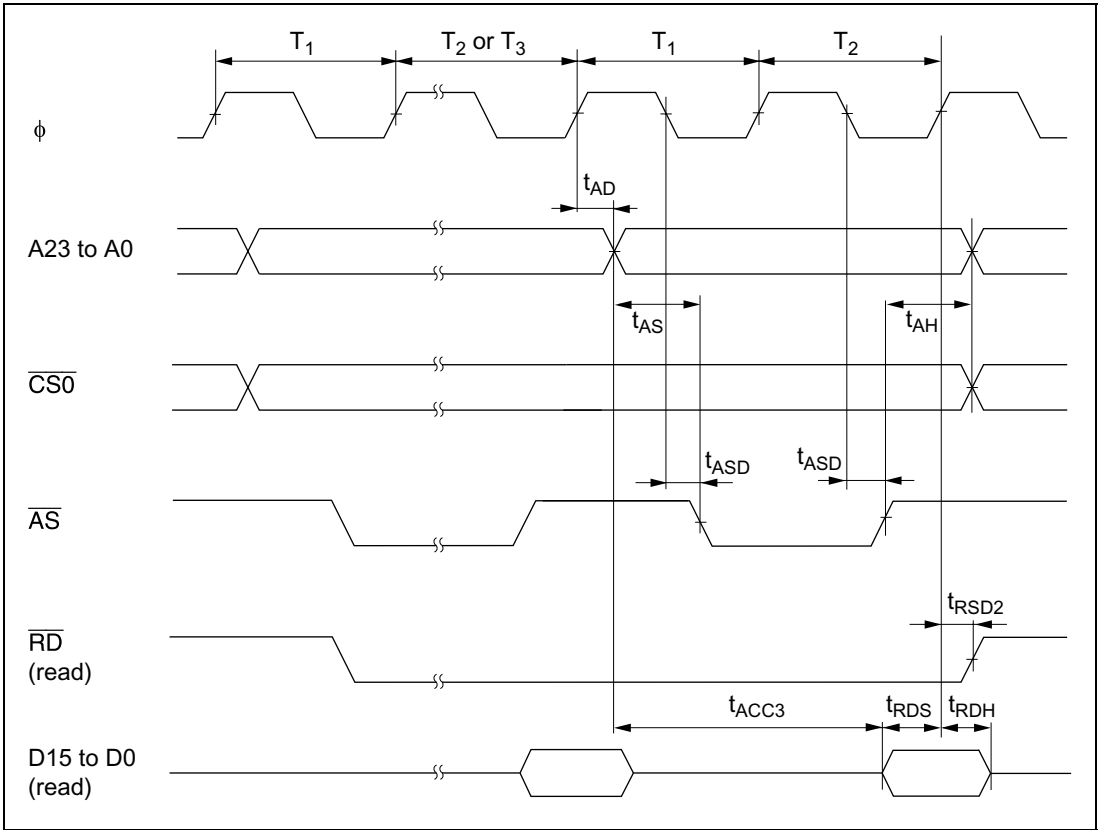 T1 T2 or T3 T1 T2
φ
tAD
A23 to A0
tAS tAH
CS0
tASD tASD
AS
tRSD2
RD
(read)
tACC3 tRDS tRDH
D15 to D0
(read)